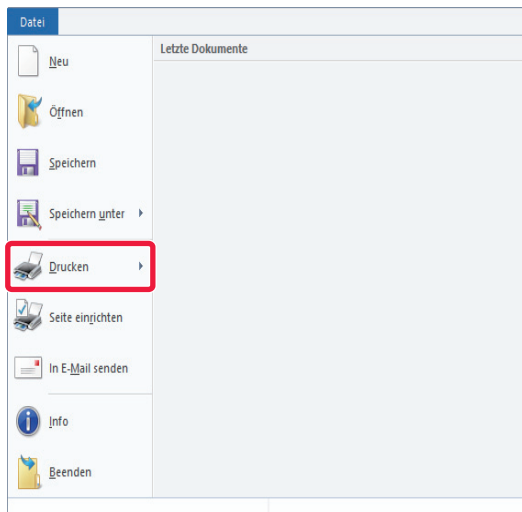 Datei
Letzte Dokumente
Neu
Öffnen
Speichern
Speichern unter
Drucken
Seite einrichten
In E-Mail senden
Info
Beenden